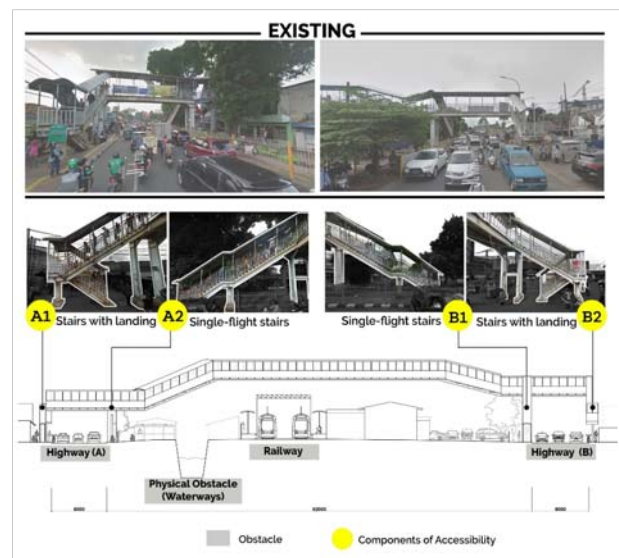 EXISTING
A1 Stairs with landing A2 Single-flight stairs Single-flight stairs B1 Stairs with landing B2
Highway (A)
Railway
Highway (B)
Physical Obstacle
(Waterways)
Obstacle
Components of Accessibility